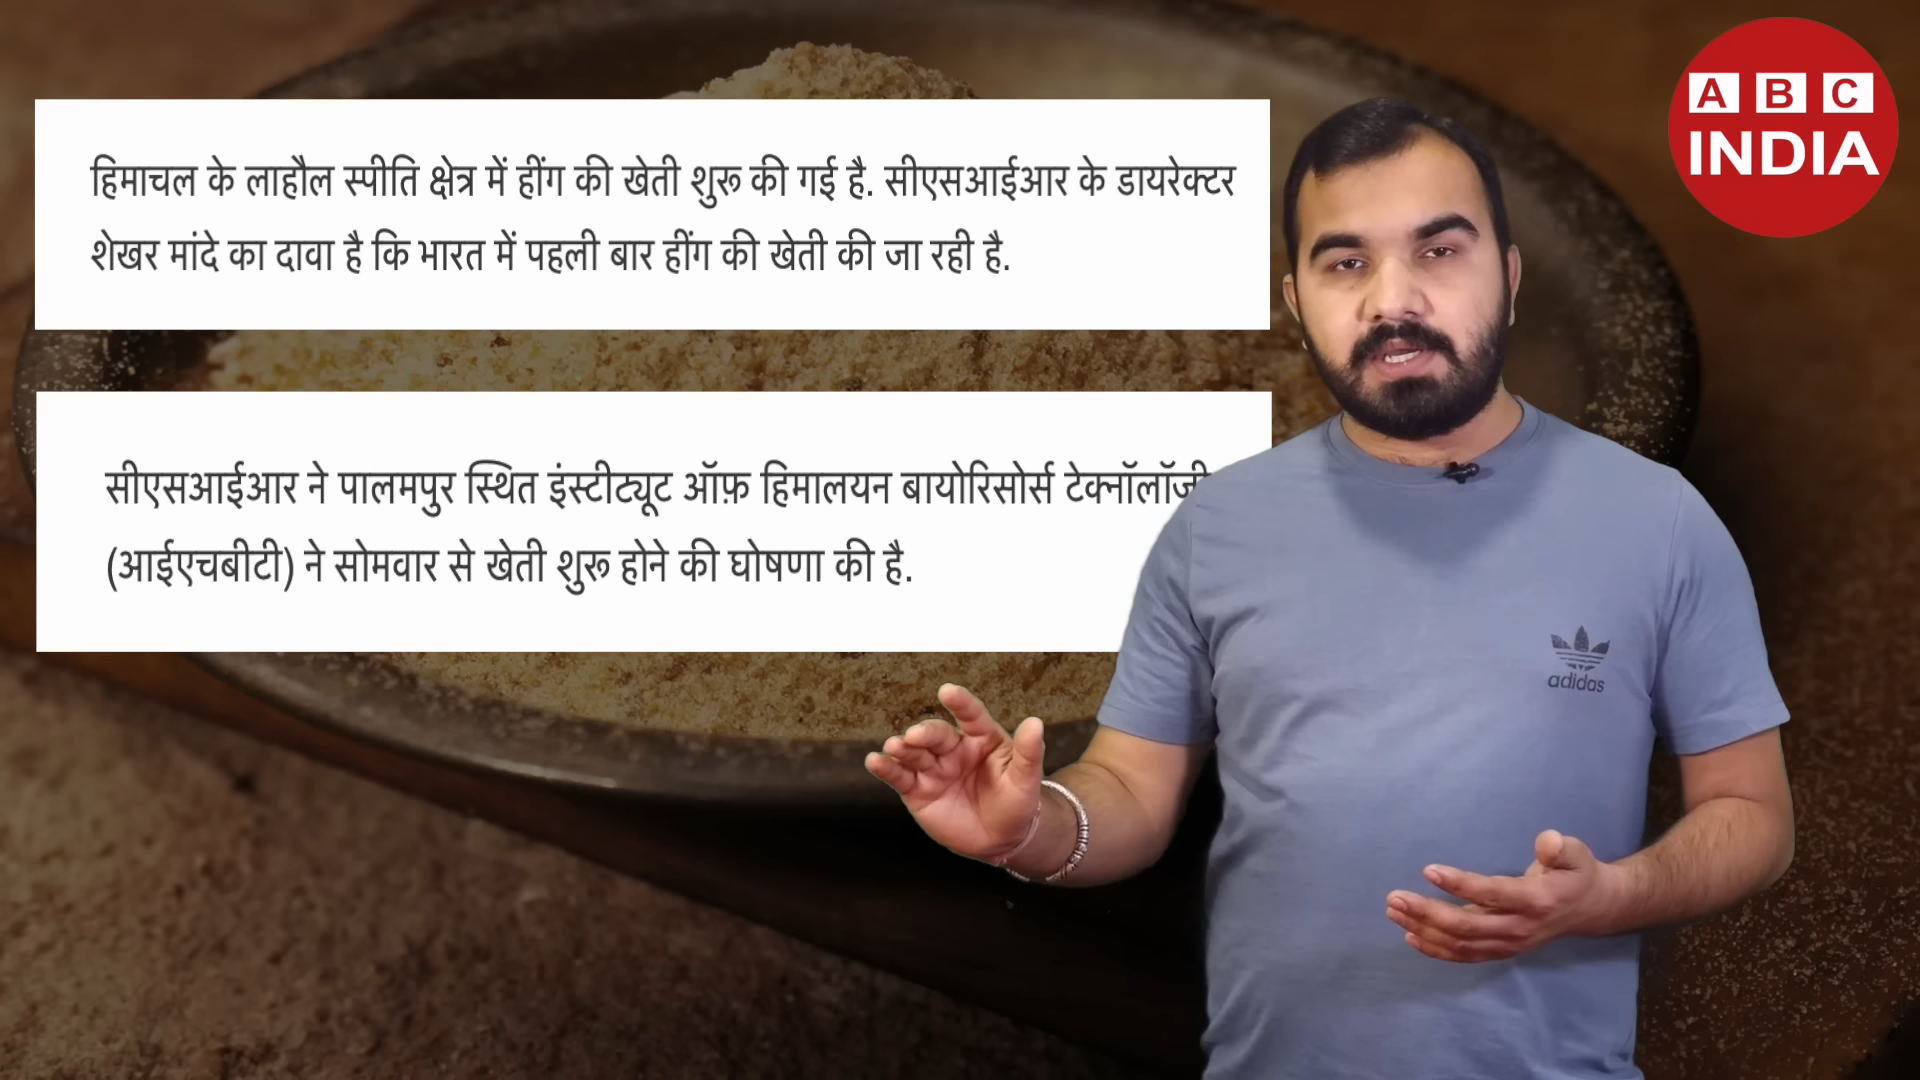 हिमाचल के लाहौल स्पीति क्षेत्र में हींग की खेती शुरू की गई है. सीएसआईआर के डायरेक्टर
शेखर मांदे का दावा है कि भारत में पहली बार हींग की खेती की जा रही है.
सीएसआईआर ने पालमपुर स्थित इंस्टीट्यूट ऑफ़ हिमालयन बायोरिसोर्स टेक्नॉलॉजी
(आईएचबीटी) ने सोमवार से खेती शुरू होने की घोषणा की है.
A B C
INDIA
adidas